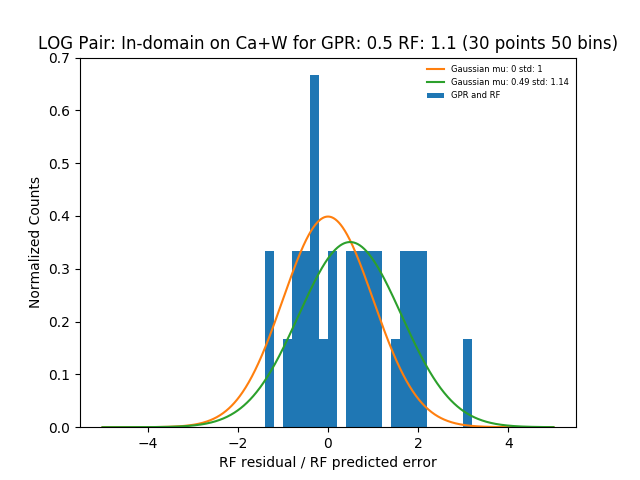 LOG Pair: In-domain on Ca+W for GPR: 0.5 RF: 1.1 (30 points 50 bins)
Gaussian mu: 0 std: 1
Gaussian mu: 0.49 std: 1.14
GPR and RF
0.7
0.6
0.5
0.4
0.3
0.2
0.1
0.0
Normalized Counts
−4 −2 0 2 4
RF residual / RF predicted error